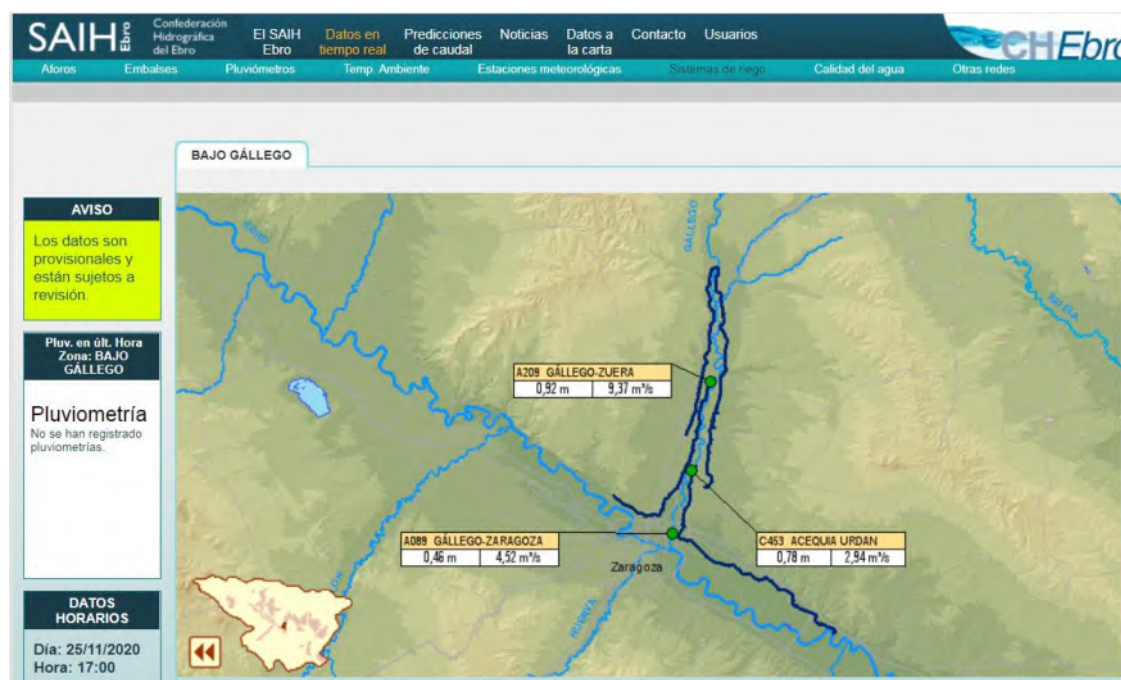 SAIH Ebro
Confederación
Hidrográfica
del Ebro
El SAIH
Ebro
Datos en
tiempo real
Predicciones
de caudal
Noticias
Datos a
la carta
Contacto
Usuarios
CHEbro
Aforos
Embalses
Pluviómetros
Temp. Ambiente
Estaciones meteorológicas
Sistemas de riego
Calidad del agua
Otras redes
BAJO GÁLLEGO
AVISO
Los datos son
provisionales y
están sujetos a
revisión.
Pluv. en últ. Hora
Zona: BAJO
GÁLLEGO
Pluviometría
No se han registrado
pluviometrías.
DATOS
HORARIOS
Día: 25/11/2020
Hora: 17:00
EBRO
GÁLLEGO
A209 GÁLLEGO-ZUERA
0,92 m 9,37 m³/s
A089 GÁLLEGO-ZARAGOZA
0,46 m 4,52 m³/s
C453 ACEQUIA URDAN
0,78 m 2,94 m³/s
Zaragoza
HUERVA